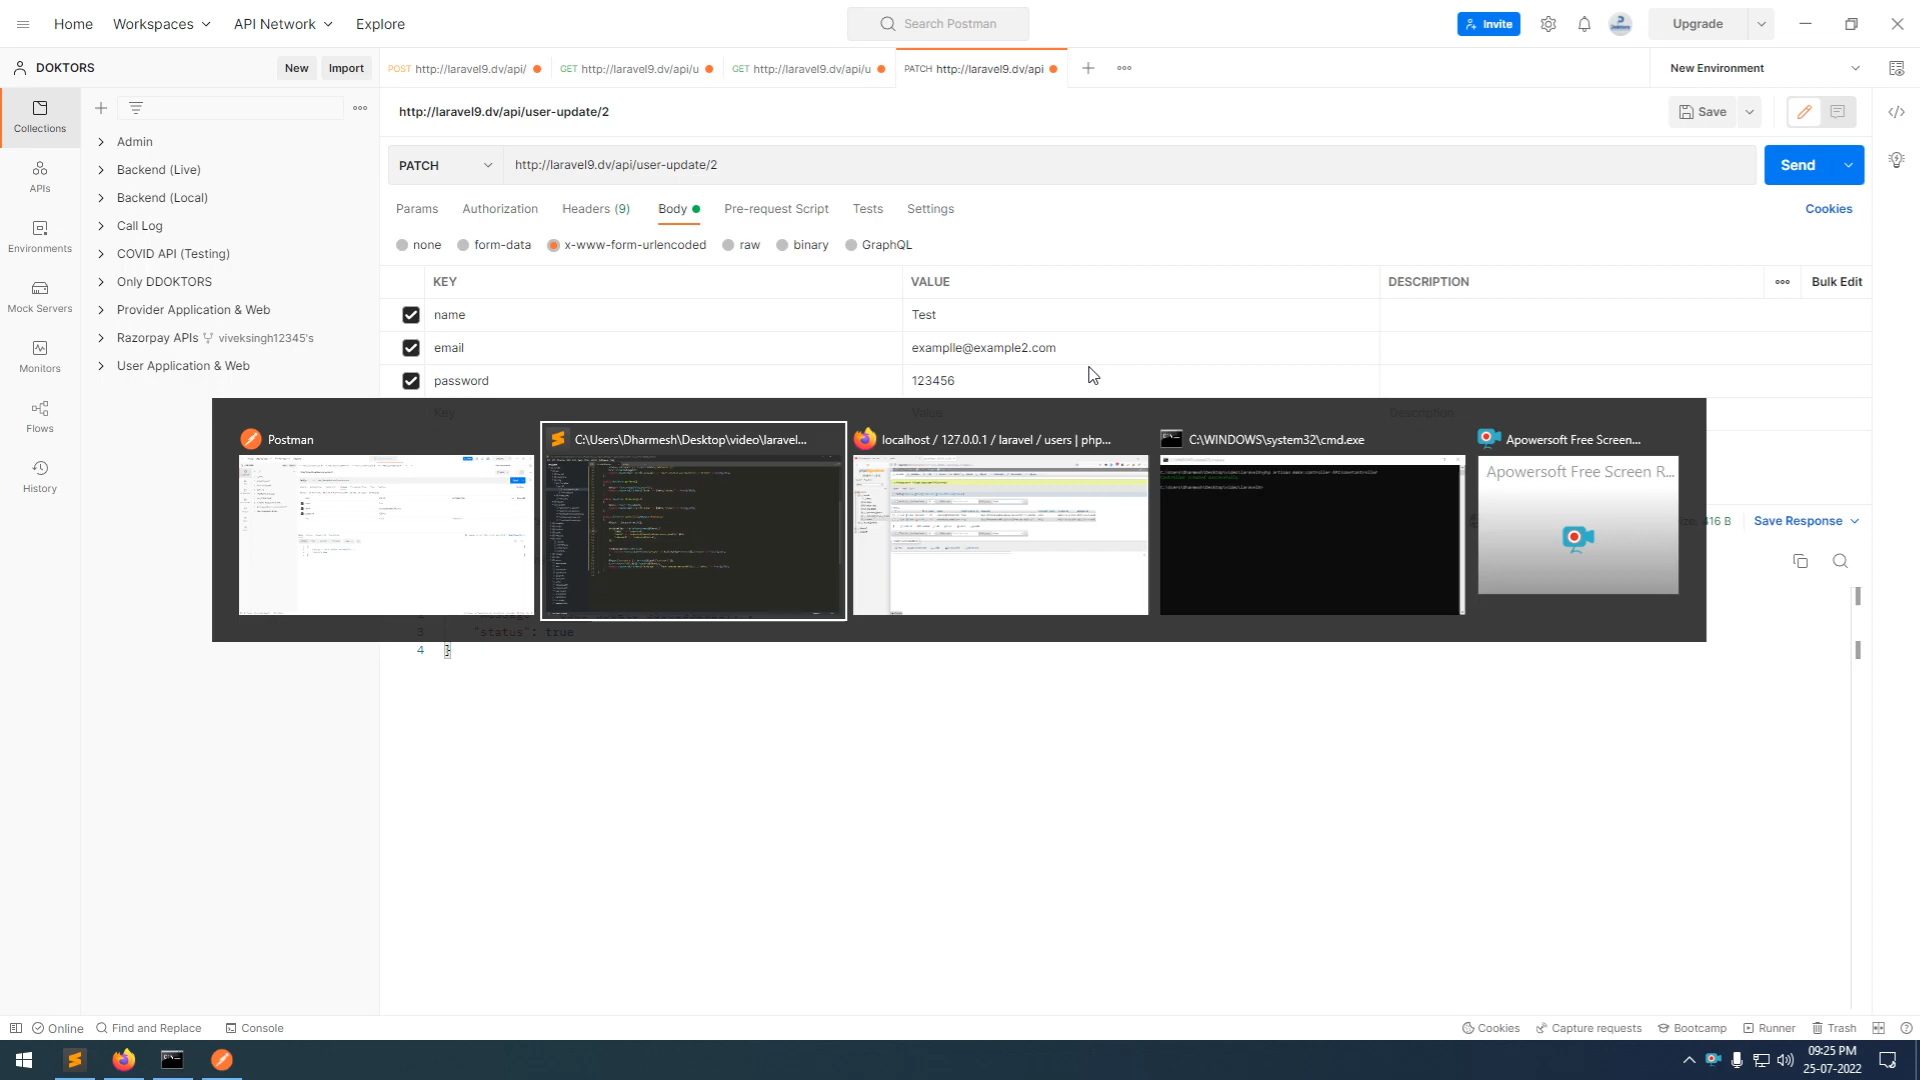 Home Workspaces API Network Explore Search Postman Invite Upgrade
DOKTORS New Import POST http://laravel9.dv/api/ GET http://laravel9.dv/api/u GET http://laravel9.dv/api/u PATCH http://laravel9.dv/api New Environment
http://laravel9.dv/api/user-update/2 Save
Collections
APIs
Environments
Mock Servers
Monitors
Flows
History
Admin
Backend (Live)
Backend (Local)
Call Log
COVID API (Testing)
Only DDOKTORS
Provider Application & Web
Razorpay APIs viveksingh12345's
User Application & Web
PATCH http://laravel9.dv/api/user-update/2 Send
Params Authorization Headers (9) Body Pre-request Script Tests Settings Cookies
none form-data x-www-form-urlencoded raw binary GraphQL
KEY VALUE DESCRIPTION Bulk Edit
name Test
email examplle@example2.com
password 123456
Key Value Description
Postman C:\Users\Dharmesh\Desktop\video\laravel... localhost / 127.0.0.1 / laravel / users | php... C:\WINDOWS\system32\cmd.exe Apowersoft Free Screen...
Apowersoft Free Screen R...
416 B Save Response
3 "status": true
4 }
Online Find and Replace Console Cookies Capture requests Bootcamp Runner Trash
09:25 PM
25-07-2022